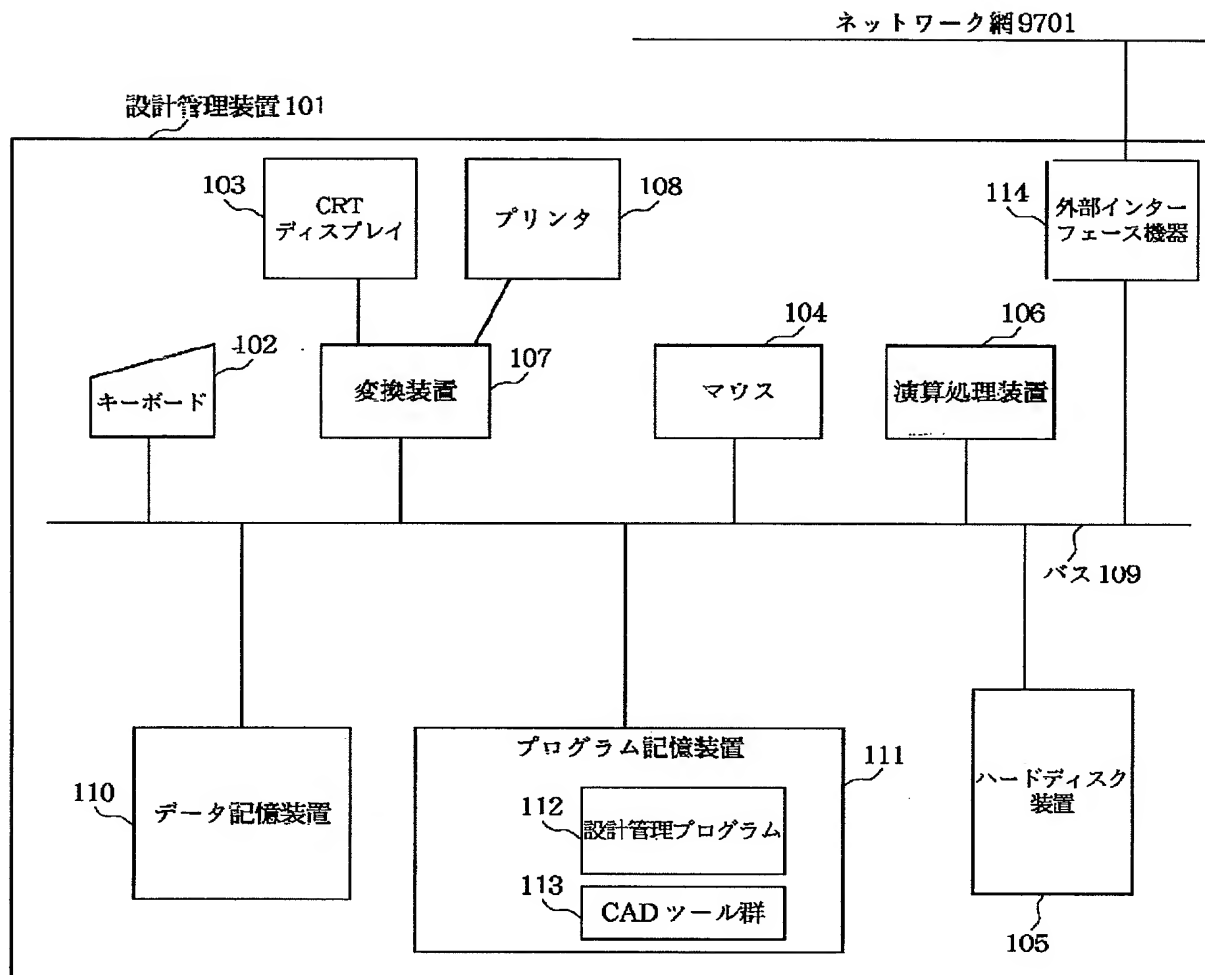 ネットワーク網9701
設計管理装置101
103
CRT
ディスプレイ
プリンタ
108
114
外部インター
フェース機器
102
キーボード
変換装置
107
104
マウス
106
演算処理装置
バス109
110
データ記憶装置
プログラム記憶装置
111
112
設計管理プログラム
113
CADツール群
ハードディスク
装置
105